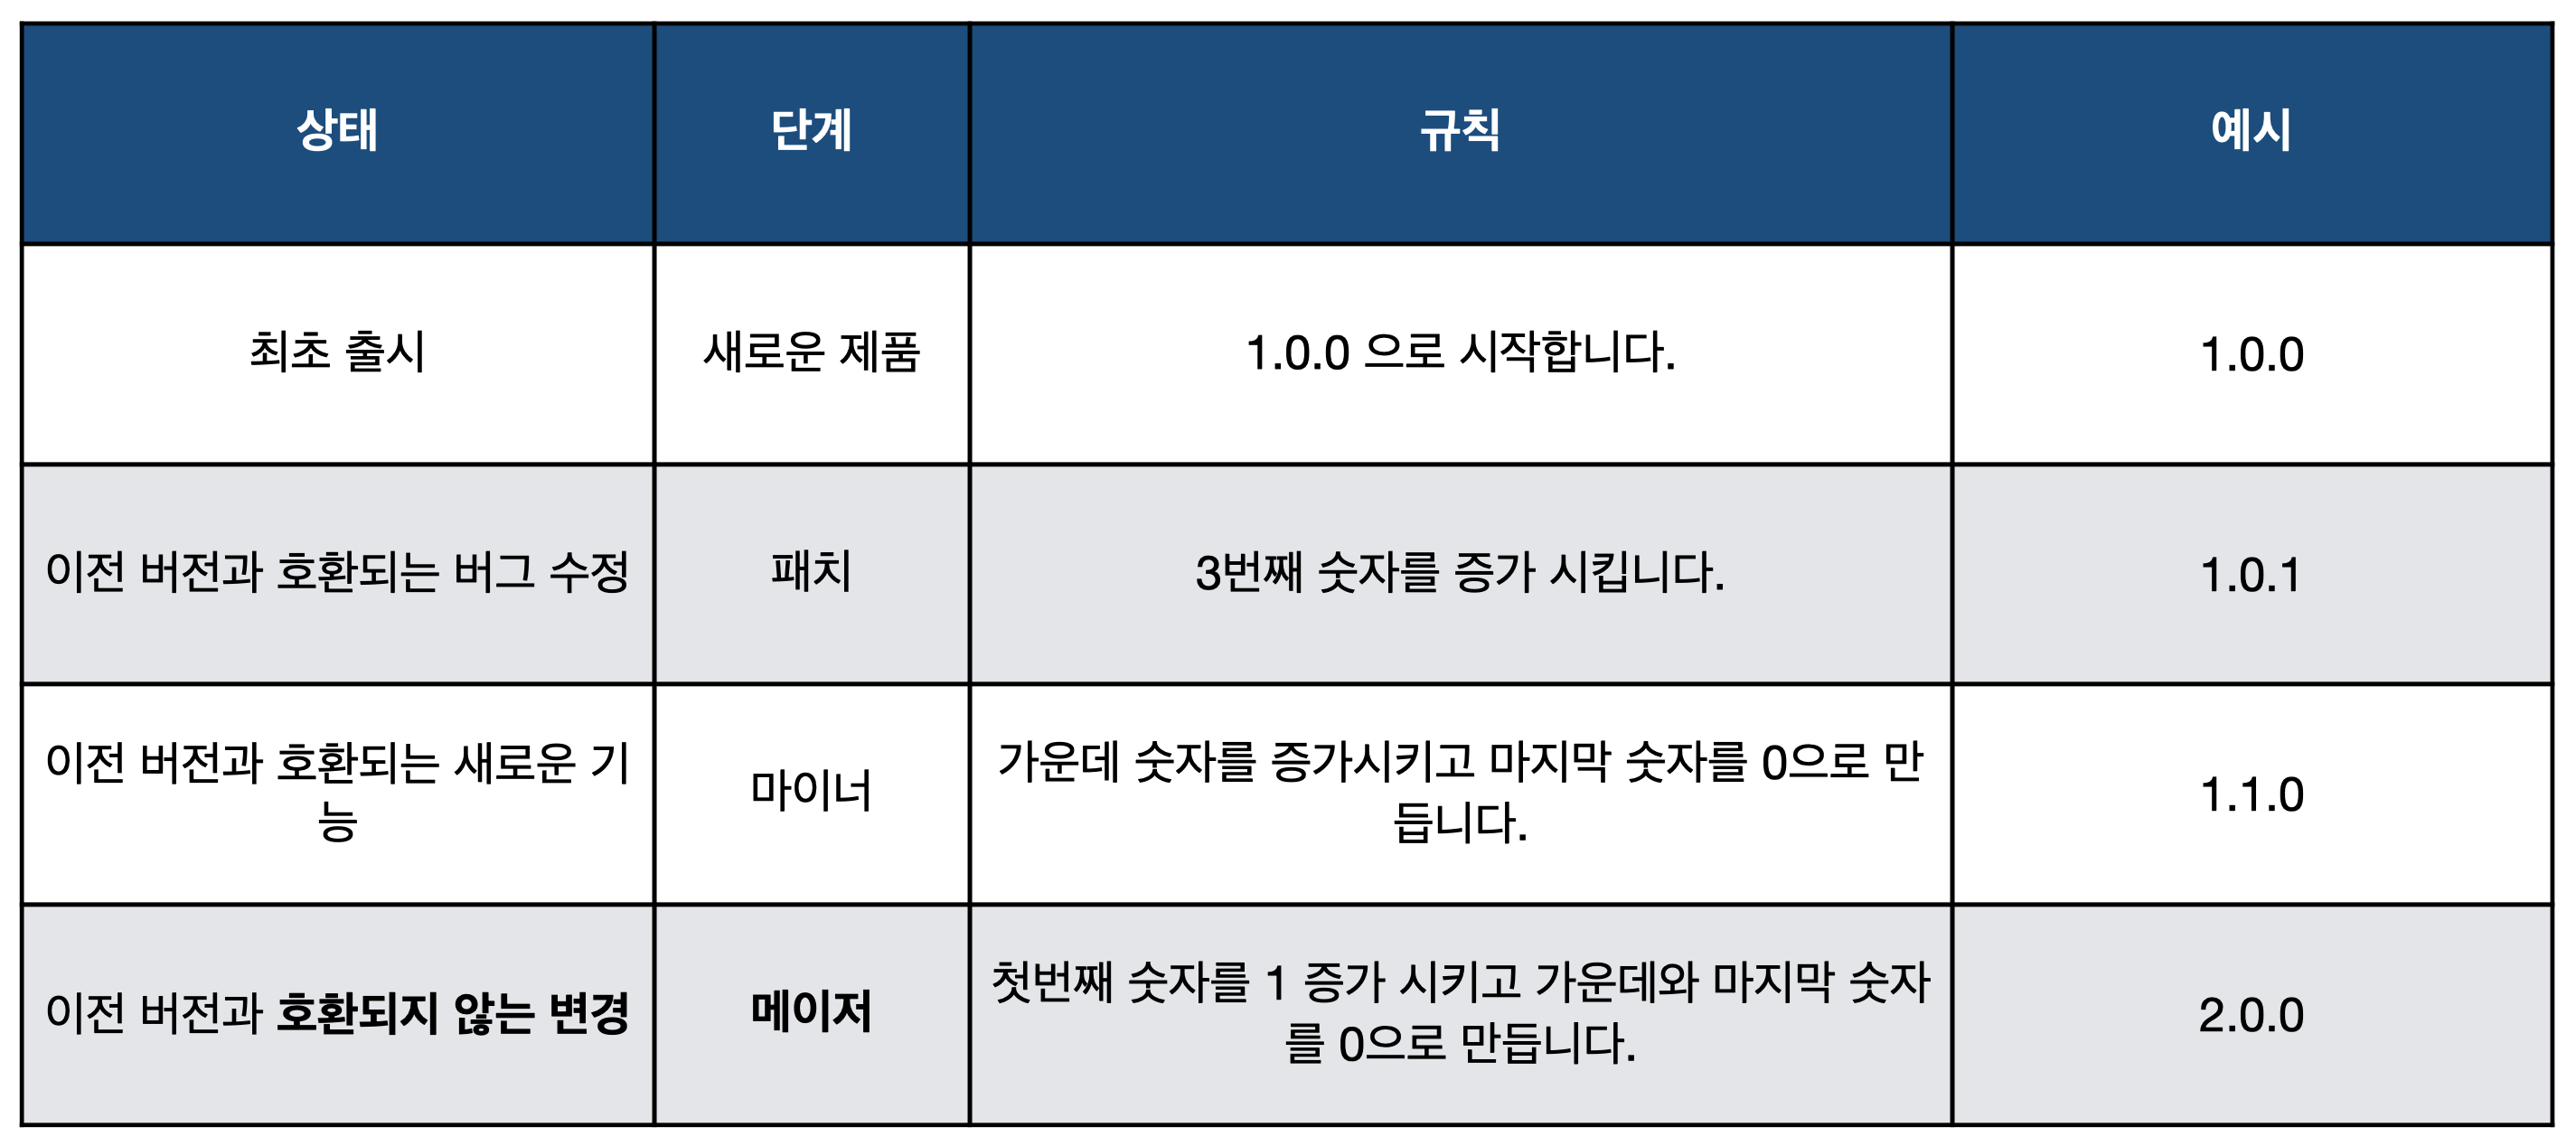 상태 단계 규칙 예시
최초 출시 새로운 제품 1.0.0 으로 시작합니다. 1.0.0
이전 버전과 호환되는 버그 수정 패치 3번째 숫자를 증가 시킵니다. 1.0.1
이전 버전과 호환되는 새로운 기
능
마이너
가운데 숫자를 증가시키고 마지막 숫자를 0으로 만
듭니다.
1.1.0
이전 버전과 호환되지 않는 변경
메이저
첫번째 숫자를 1 증가 시키고 가운데와 마지막 숫자
를 0으로 만듭니다.
2.0.0